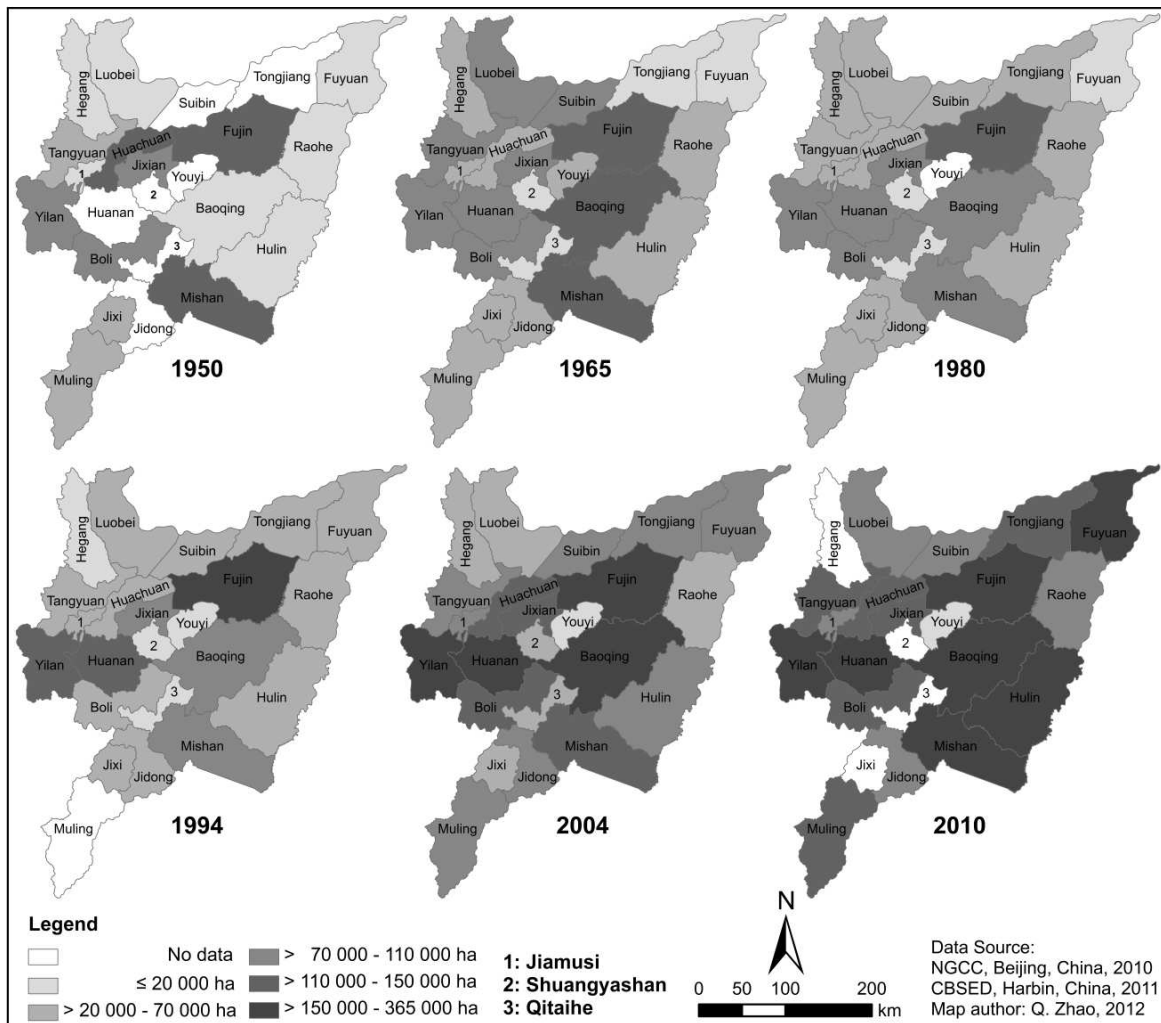 Hegang
Luobei
Suibin
Tongjiang
Fuyuan
Tangyuan
Huachuan
Fujin
Jixian
Raohe
1
Youyi
2
Yilan
Huanan
Baoqing
3
Boli
Hulin
Mishan
Jixi
Jidong
Muling
1950
Hegang
Luobei
Suibin
Tongjiang
Fuyuan
Tangyuan
Huachuan
Fujin
Jixian
Raohe
1
Youyi
2
Yilan
Huanan
Baoqing
3
Boli
Hulin
Mishan
Jixi
Jidong
Muling
1965
Hegang
Luobei
Suibin
Tongjiang
Fuyuan
Tangyuan
Huachuan
Fujin
Jixian
Raohe
1
Youyi
2
Yilan
Huanan
Baoqing
3
Boli
Hulin
Mishan
Jixi
Jidong
Muling
1980
Hegang
Luobei
Suibin
Tongjiang
Fuyuan
Tangyuan
Huachuan
Fujin
Jixian
Raohe
1
Youyi
2
Yilan
Huanan
Baoqing
3
Boli
Hulin
Mishan
Jixi
Jidong
Muling
1994
Hegang
Luobei
Suibin
Tongjiang
Fuyuan
Tangyuan
Huachuan
Fujin
Jixian
Raohe
1
Youyi
2
Yilan
Huanan
Baoqing
3
Boli
Hulin
Mishan
Jixi
Jidong
Muling
2004
Hegang
Luobei
Suibin
Tongjiang
Fuyuan
Tangyuan
Huachuan
Fujin
Jixian
Raohe
1
Youyi
2
Yilan
Huanan
Baoqing
3
Boli
Hulin
Mishan
Jixi
Jidong
Muling
2010
Legend
No data
≤ 20 000 ha
> 20 000 - 70 000 ha
> 70 000 - 110 000 ha
> 110 000 - 150 000 ha
> 150 000 - 365 000 ha
1: Jiamusi
2: Shuangyashan
3: Qitaihe
N
0 50 100 200
km
Data Source:
NGCC, Beijing, China, 2010
CBSED, Harbin, China, 2011
Map author: Q. Zhao, 2012